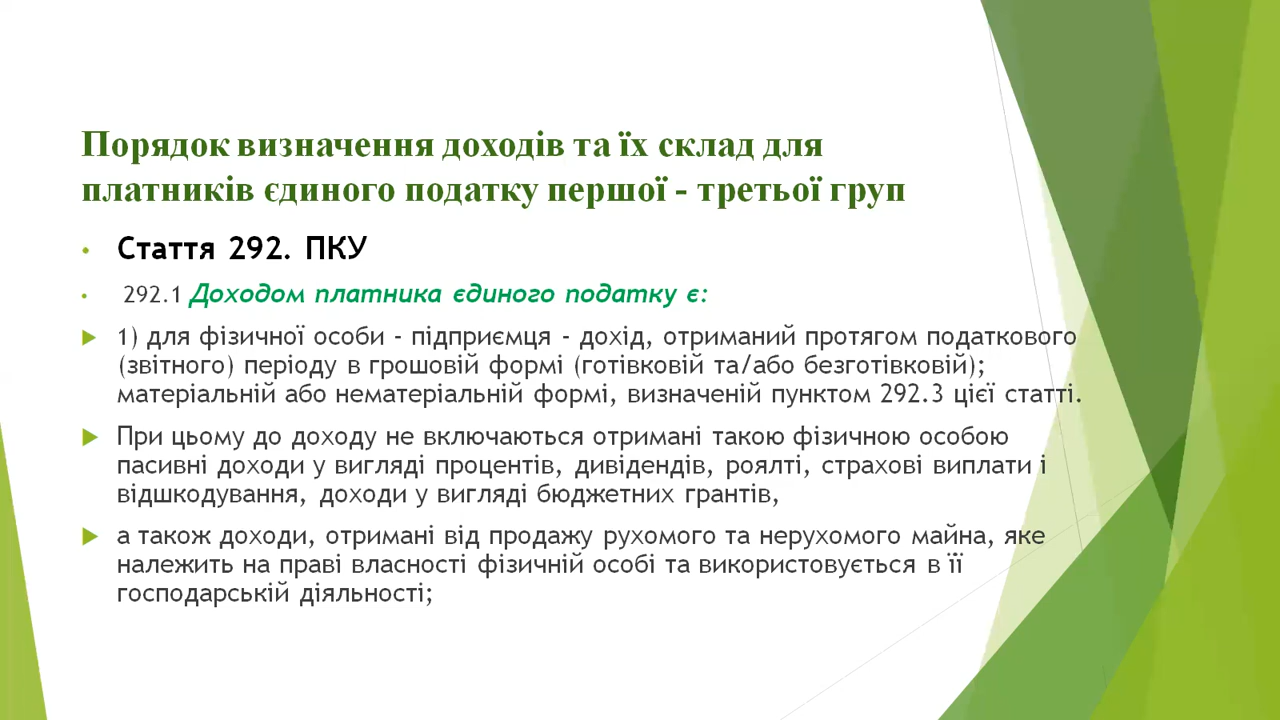 Порядок визначення доходів та їх склад для
платників єдиного податку першої - третьої груп
Стаття 292. ПКУ
292.1 Доходом платника єдиного податку є:
1) для фізичної особи - підприємця - дохід, отриманий протягом податкового
(звітного) періоду в грошовій формі (готівковій та/або безготівковій);
матеріальній або нематеріальній формі, визначеній пунктом 292.3 цієї статті.
При цьому до доходу не включаються отримані такою фізичною особою
пасивні доходи у вигляді процентів, дивідендів, роялті, страхові виплати і
відшкодування, доходи у вигляді бюджетних грантів,
а також доходи, отримані від продажу рухомого та нерухомого майна, яке
належить на праві власності фізичній особі та використовується в її
господарській діяльності;